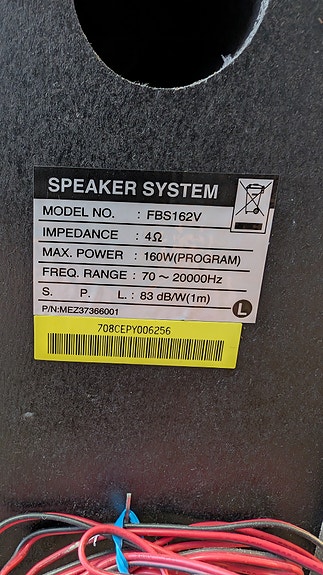 SPEAKER SYSTEM
MODEL NO. : FBS162V
IMPEDANCE : 4Ω
MAX. POWER : 160W(PROGRAM)
FREQ. RANGE : 70 ~ 20000Hz
S. P. L. : 83 dB/W(1m)
P/N:MEZ37366001
L
708CEPY006256